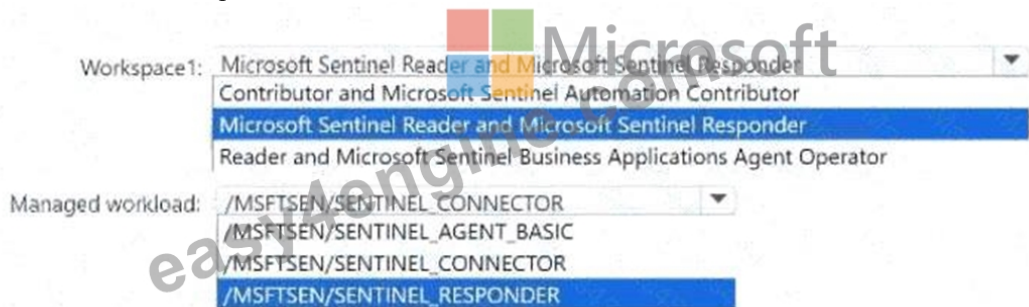 Microsoft
Workspace1: Microsoft Sentinel Reader and Microsoft Sentinel Responder
Contributor and Microsoft Sentinel Automation Contributor
Microsoft Sentinel Reader and Microsoft Sentinel Responder
Reader and Microsoft Sentinel Business Applications Agent Operator
Managed workload: /MSFTSEN/SENTINEL_CONNECTOR
/MSFTSEN/SENTINEL_AGENT_BASIC
/MSFTSEN/SENTINEL_CONNECTOR
/MSFTSEN/SENTINEL_RESPONDER
easy4engine.comsoft